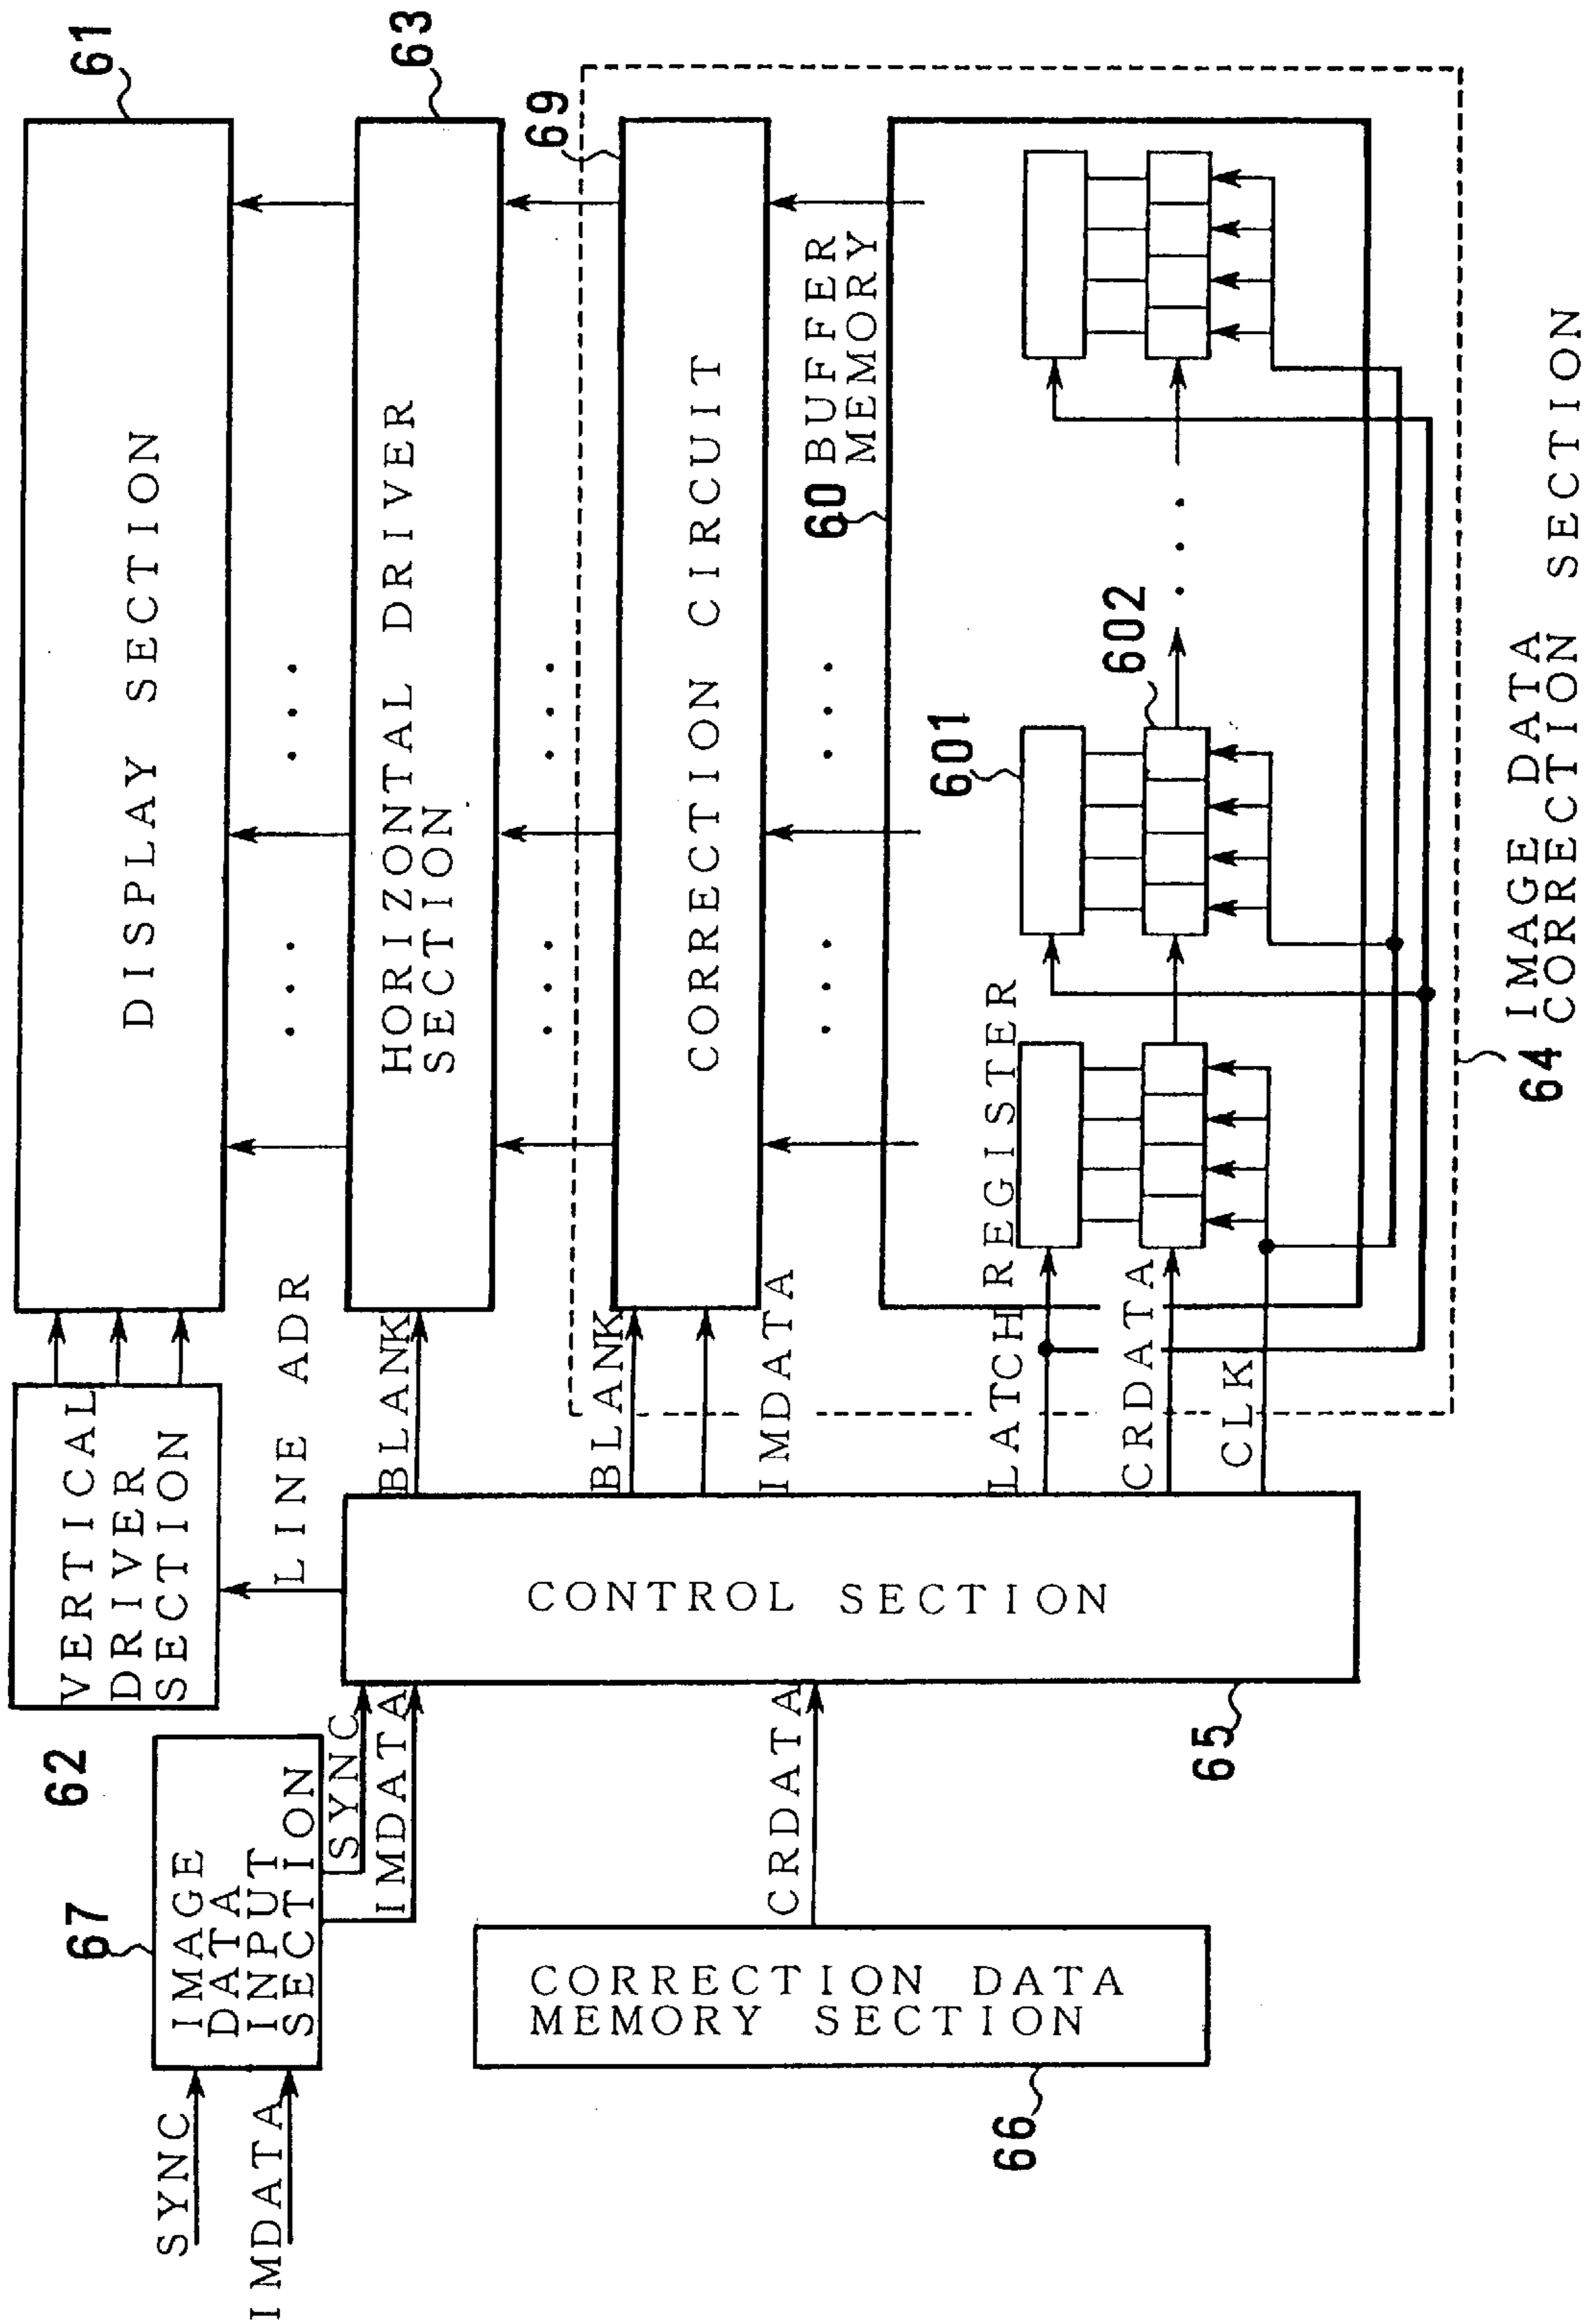 61
DISPLAY SECTION
VERTICAL
DRIVER
SECTION
62
LINE ADR
63
HORIZONTAL DRIVER
SECTION
BLANK
67
IMAGE
DATA
INPUT
SECTION
SYNC
IMDATA
SYNC
IMDATA
69
CORRECTION CIRCUIT
BLANK
IMDATA
CONTROL SECTION
65
CORRECTION DATA
MEMORY SECTION
66
CRDATA
60 BUFFER
MEMORY
LATCH
REGISTER
CRDATA
CLK
601
602
64 IMAGE DATA
CORRECTION SECTION